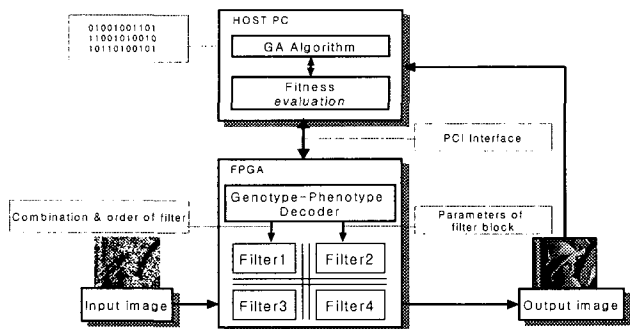 HOST PC
01001001101
11001010010
10110100101
GA Algorithm
Fitness
evaluation
PCI Interface
FPGA
Genotype-Phenotype
Decoder
Combination & order of filter
Parameters of
filter block
Filter1
Filter2
Filter3
Filter4
Input image
Output image